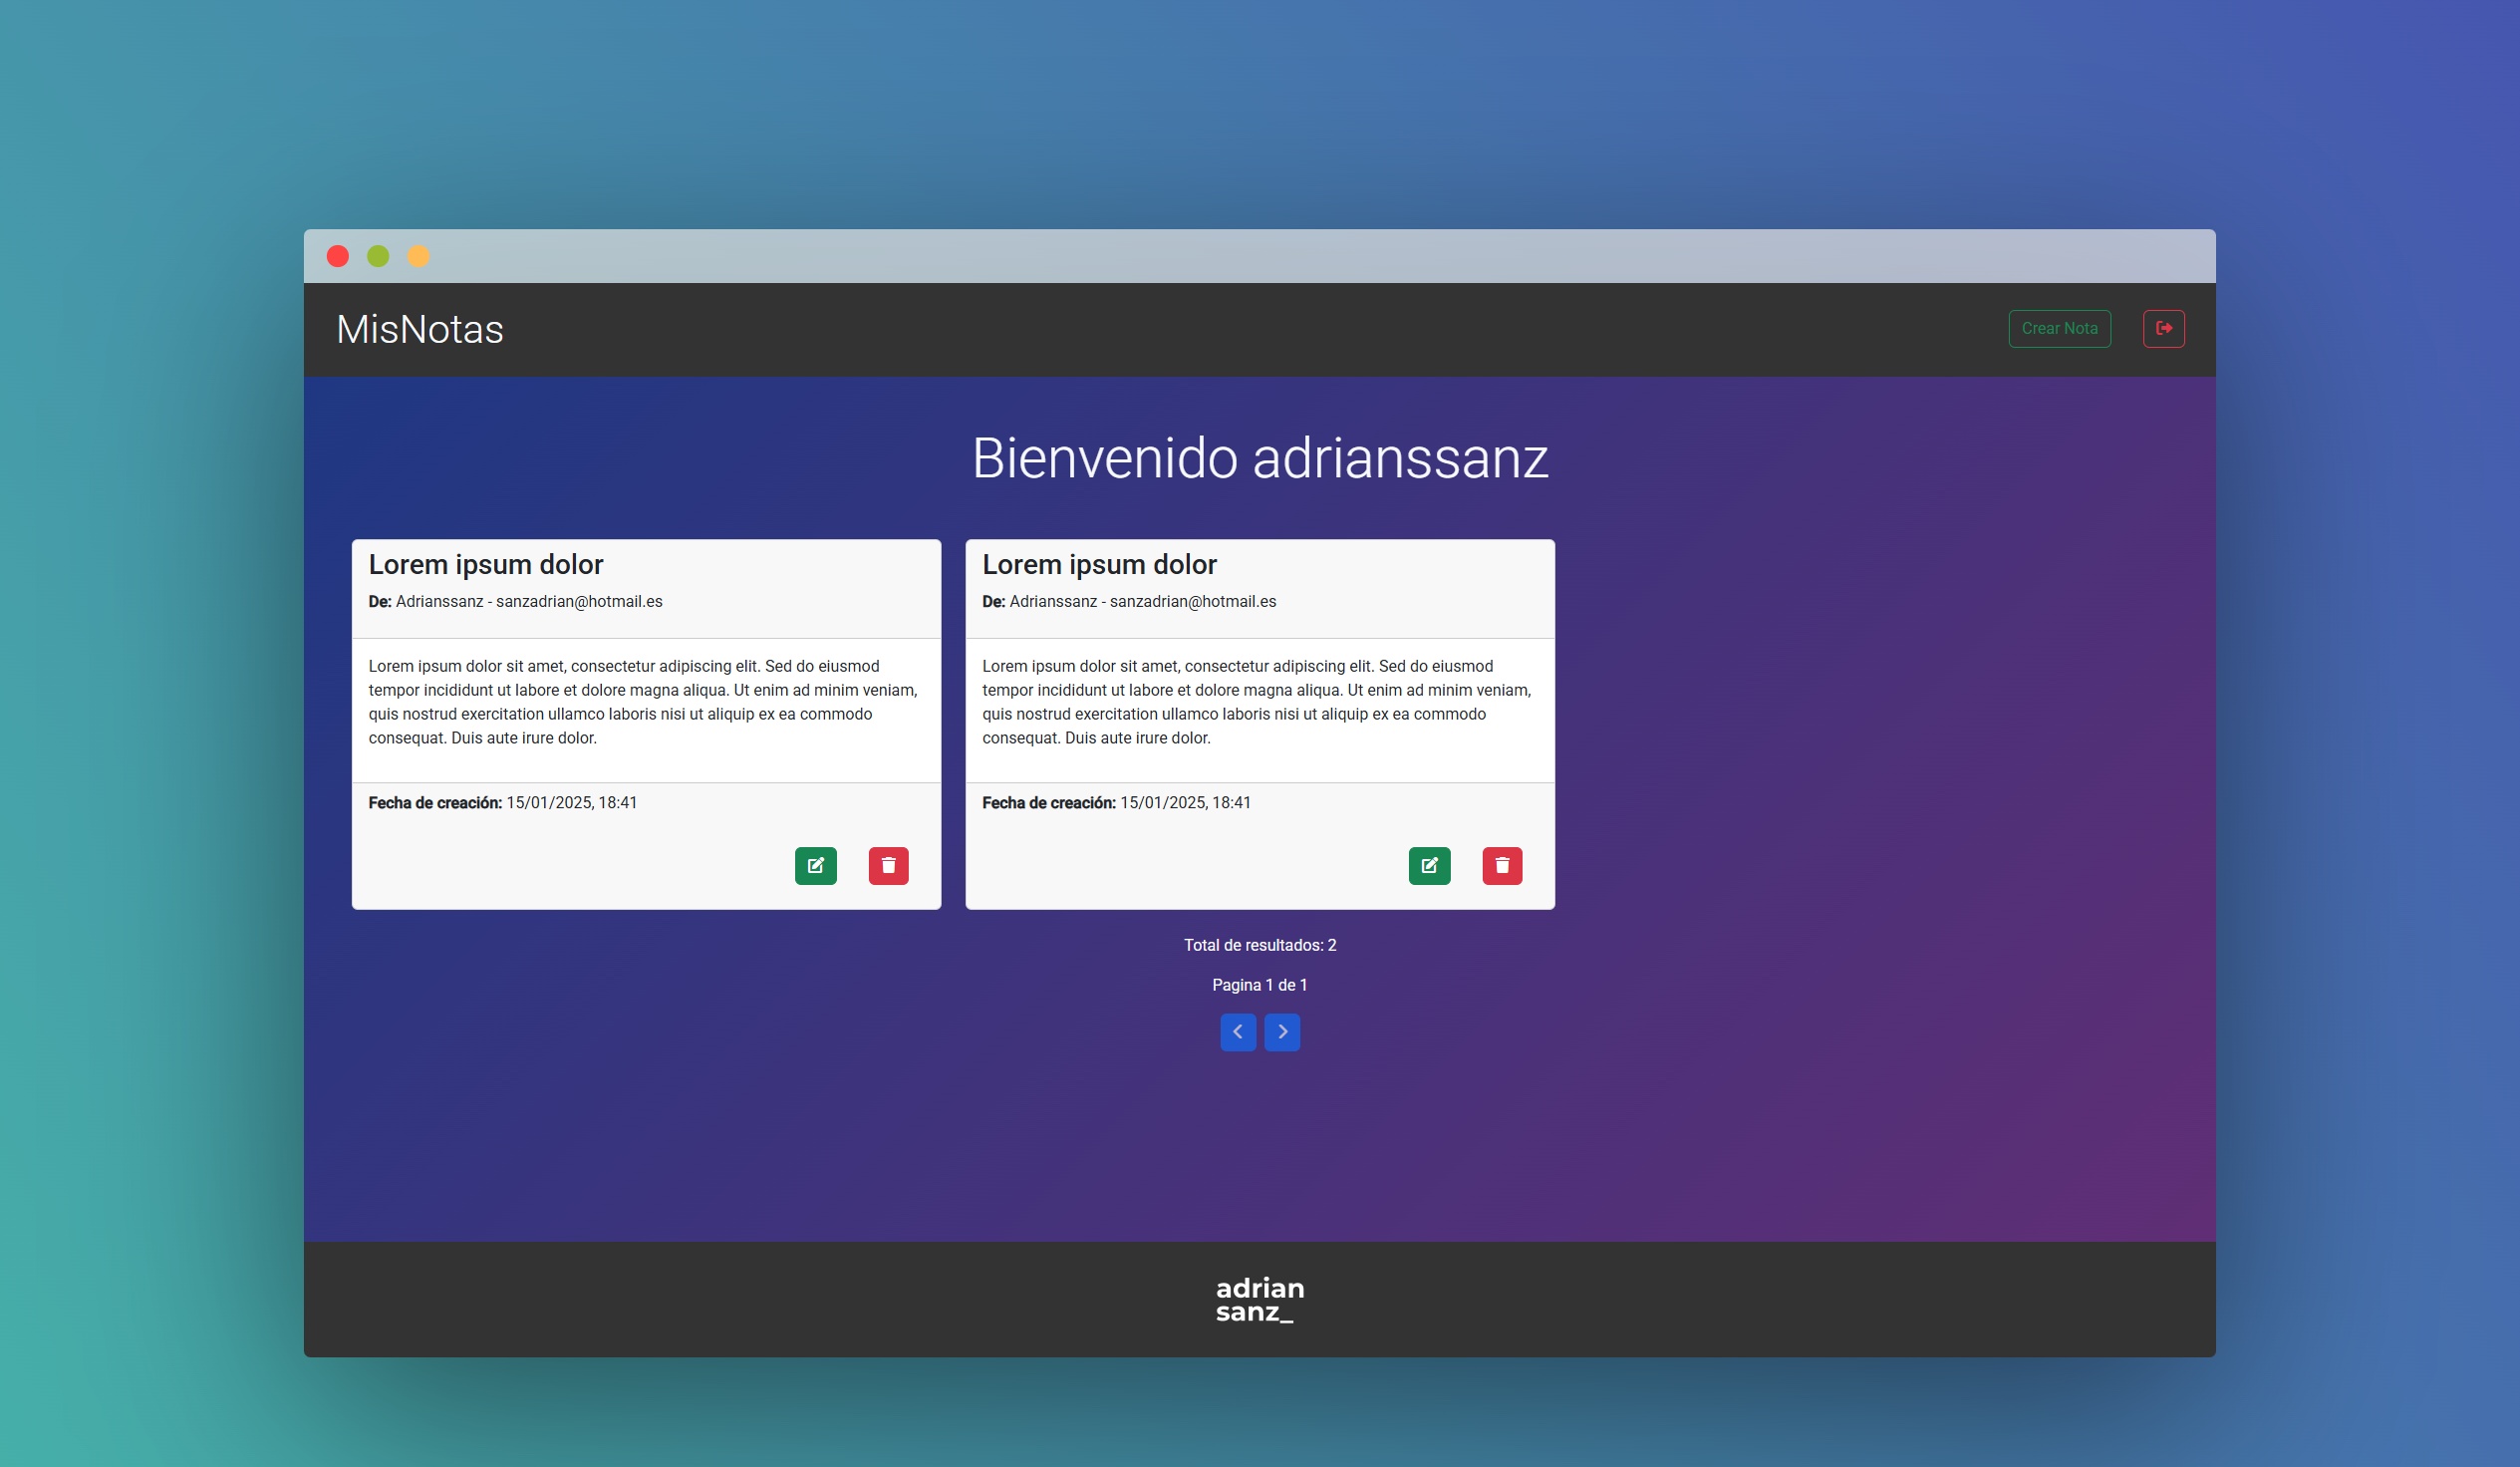 MisNotas
Crear Nota
Bienvenido adrianssanz
Lorem ipsum dolor
De: Adrianssanz - sanzadrian@hotmail.es
Lorem ipsum dolor sit amet, consectetur adipiscing elit. Sed do eiusmod
tempor incididunt ut labore et dolore magna aliqua. Ut enim ad minim veniam,
quis nostrud exercitation ullamco laboris nisi ut aliquip ex ea commodo
consequat. Duis aute irure dolor.
Fecha de creación: 15/01/2025, 18:41
Lorem ipsum dolor
De: Adrianssanz - sanzadrian@hotmail.es
Lorem ipsum dolor sit amet, consectetur adipiscing elit. Sed do eiusmod
tempor incididunt ut labore et dolore magna aliqua. Ut enim ad minim veniam,
quis nostrud exercitation ullamco laboris nisi ut aliquip ex ea commodo
consequat. Duis aute irure dolor.
Fecha de creación: 15/01/2025, 18:41
Total de resultados: 2
Pagina 1 de 1
adrian
sanz_